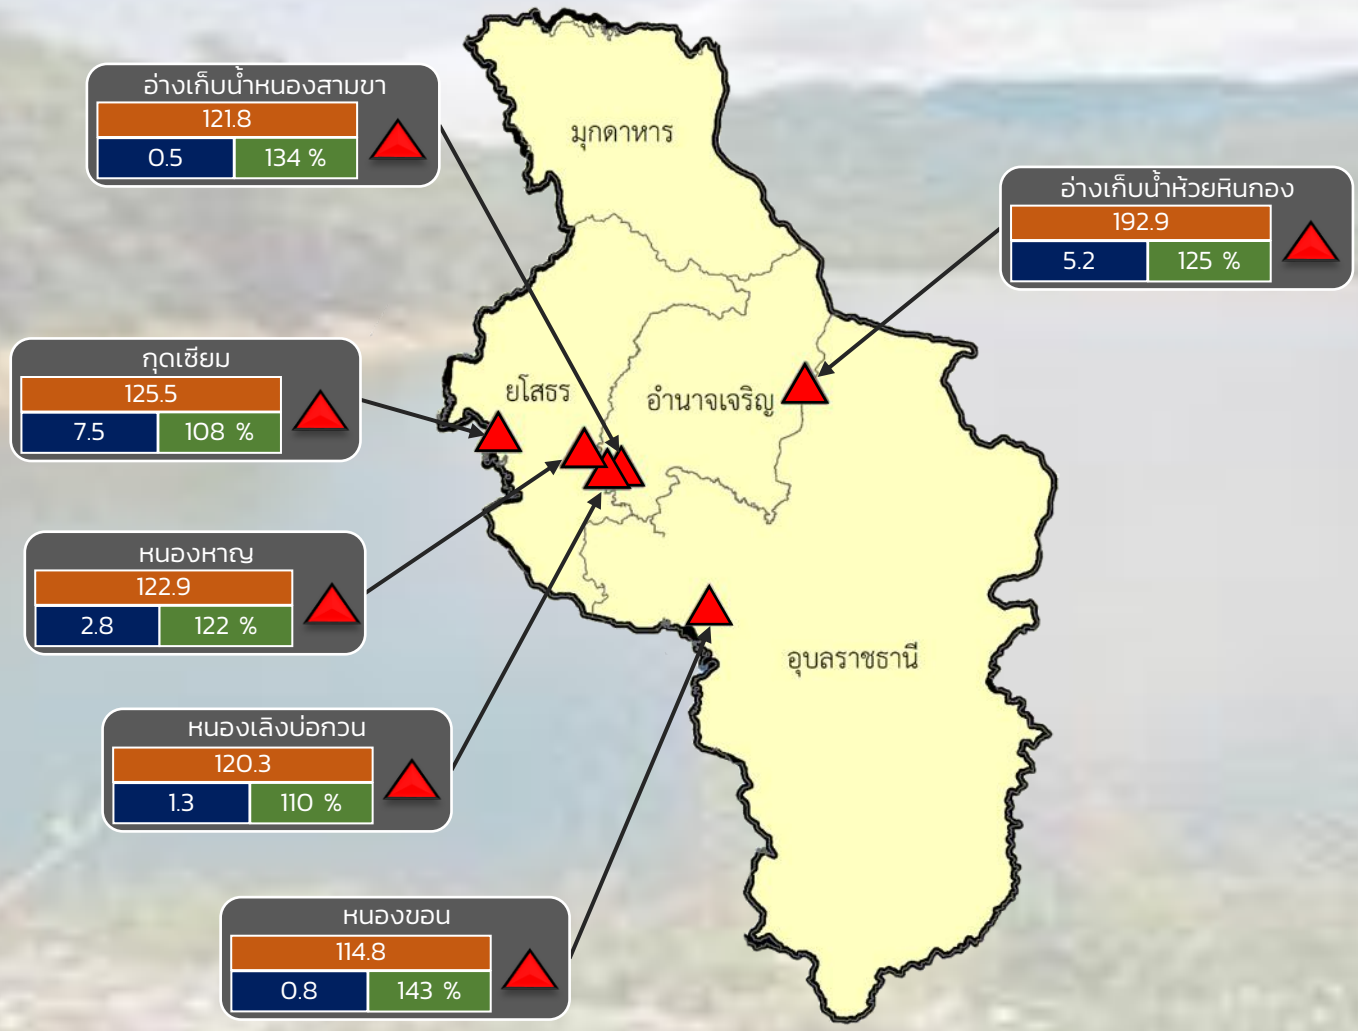 อ่างเก็บน้ำหนองสามขา
121.8
0.5 134 %
มุกดาหาร
อ่างเก็บน้ำห้วยหินกอง
192.9
5.2 125 %
กุดเซียม
125.5
7.5 108 %
ยโสธร
อำนาจเจริญ
หนองหาญ
122.9
2.8 122 %
อุบลราชธานี
หนองเลิงบ่อกวน
120.3
1.3 110 %
หนองขอน
114.8
0.8 143 %